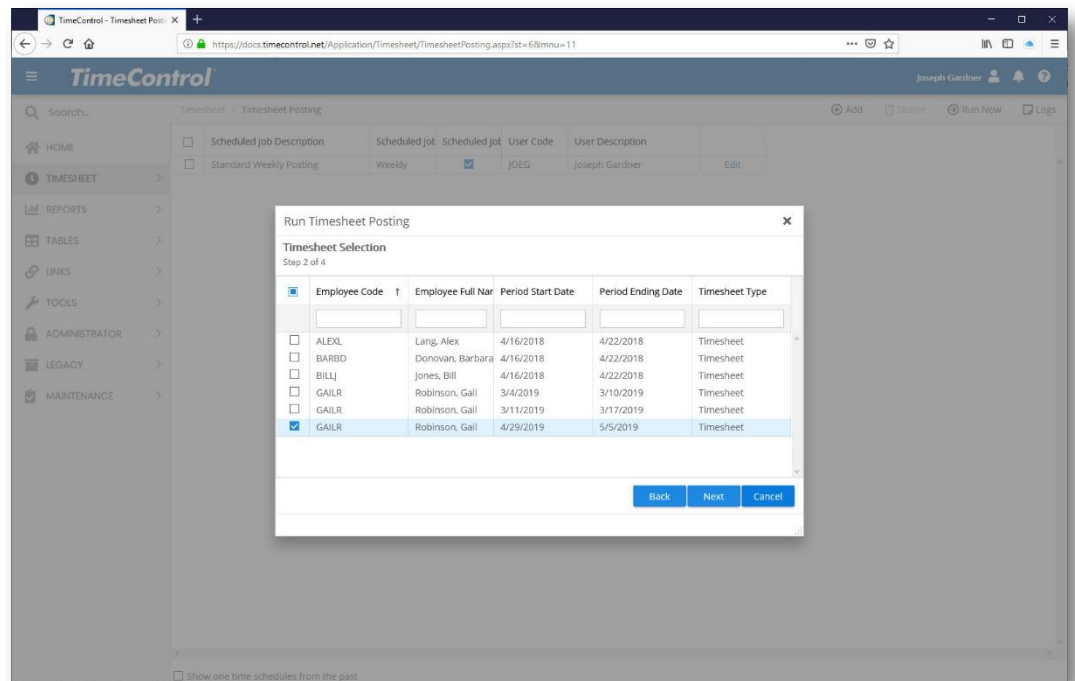 TimeControl - Timesheet Posti
https://docs.timecontrol.net/Application/Timesheet/TimesheetPosting.aspx?st=6&mnu=11
TimeControl
Joseph Gardner
Search...
Timesheet > Timesheet Posting
Add Delete Run Now Logs
Scheduled Job Description Scheduled Jol Scheduled Jol User Code User Description
Standard Weekly Posting Weekly JOEG Joseph Gardner Edit
HOME
TIMESHEET
REPORTS
TABLES
LINKS
TOOLS
ADMINISTRATOR
LEGACY
MAINTENANCE
Run Timesheet Posting
Timesheet Selection
Step 2 of 4
Employee Code ↑ Employee Full Nar Period Start Date Period Ending Date Timesheet Type
ALEXL Lang, Alex 4/16/2018 4/22/2018 Timesheet
BARBD Donovan, Barbara 4/16/2018 4/22/2018 Timesheet
BILLJ Jones, Bill 4/16/2018 4/22/2018 Timesheet
GAILR Robinson, Gail 3/4/2019 3/10/2019 Timesheet
GAILR Robinson, Gail 3/11/2019 3/17/2019 Timesheet
GAILR Robinson, Gail 4/29/2019 5/5/2019 Timesheet
Back Next Cancel
Show one time schedules from the past